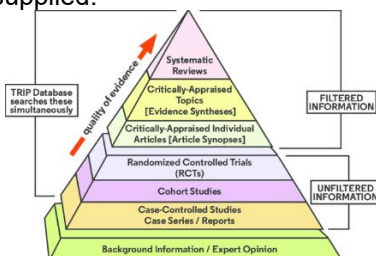 supplied.
Systematic
Reviews
TRIP Database
searches these
simultaneously
quality of evidence
Critically-Appraised
Topics
[Evidence Syntheses]
FILTERED
INFORMATION
Critically-Appraised Individual
Articles [Article Synopses]
Randomized Controlled Trials
(RCTs)
UNFILTERED
INFORMATION
Cohort Studies
Case-Controlled Studies
Case Series / Reports
Background Information / Expert Opinion